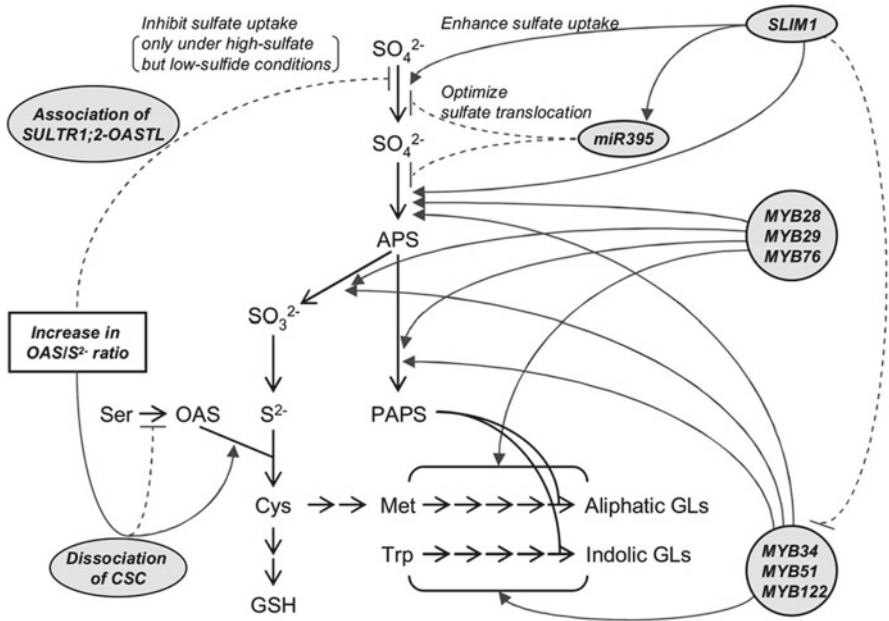 Inhibit sulfate uptake
only under high-sulfate
but low-sulfide conditions
SO₄²⁻
Enhance sulfate uptake
SLIM1
Association of
SULTR1;2-OASTL
Optimize
sulfate translocation
miR395
SO₄²⁻
MYB28
MYB29
MYB76
APS
SO₃²⁻
Increase in
OAS/S²⁻ ratio
Ser
OAS
S²⁻
PAPS
Cys
Met
Aliphatic GLs
Trp
Indolic GLs
Dissociation
of CSC
GSH
MYB34
MYB51
MYB122